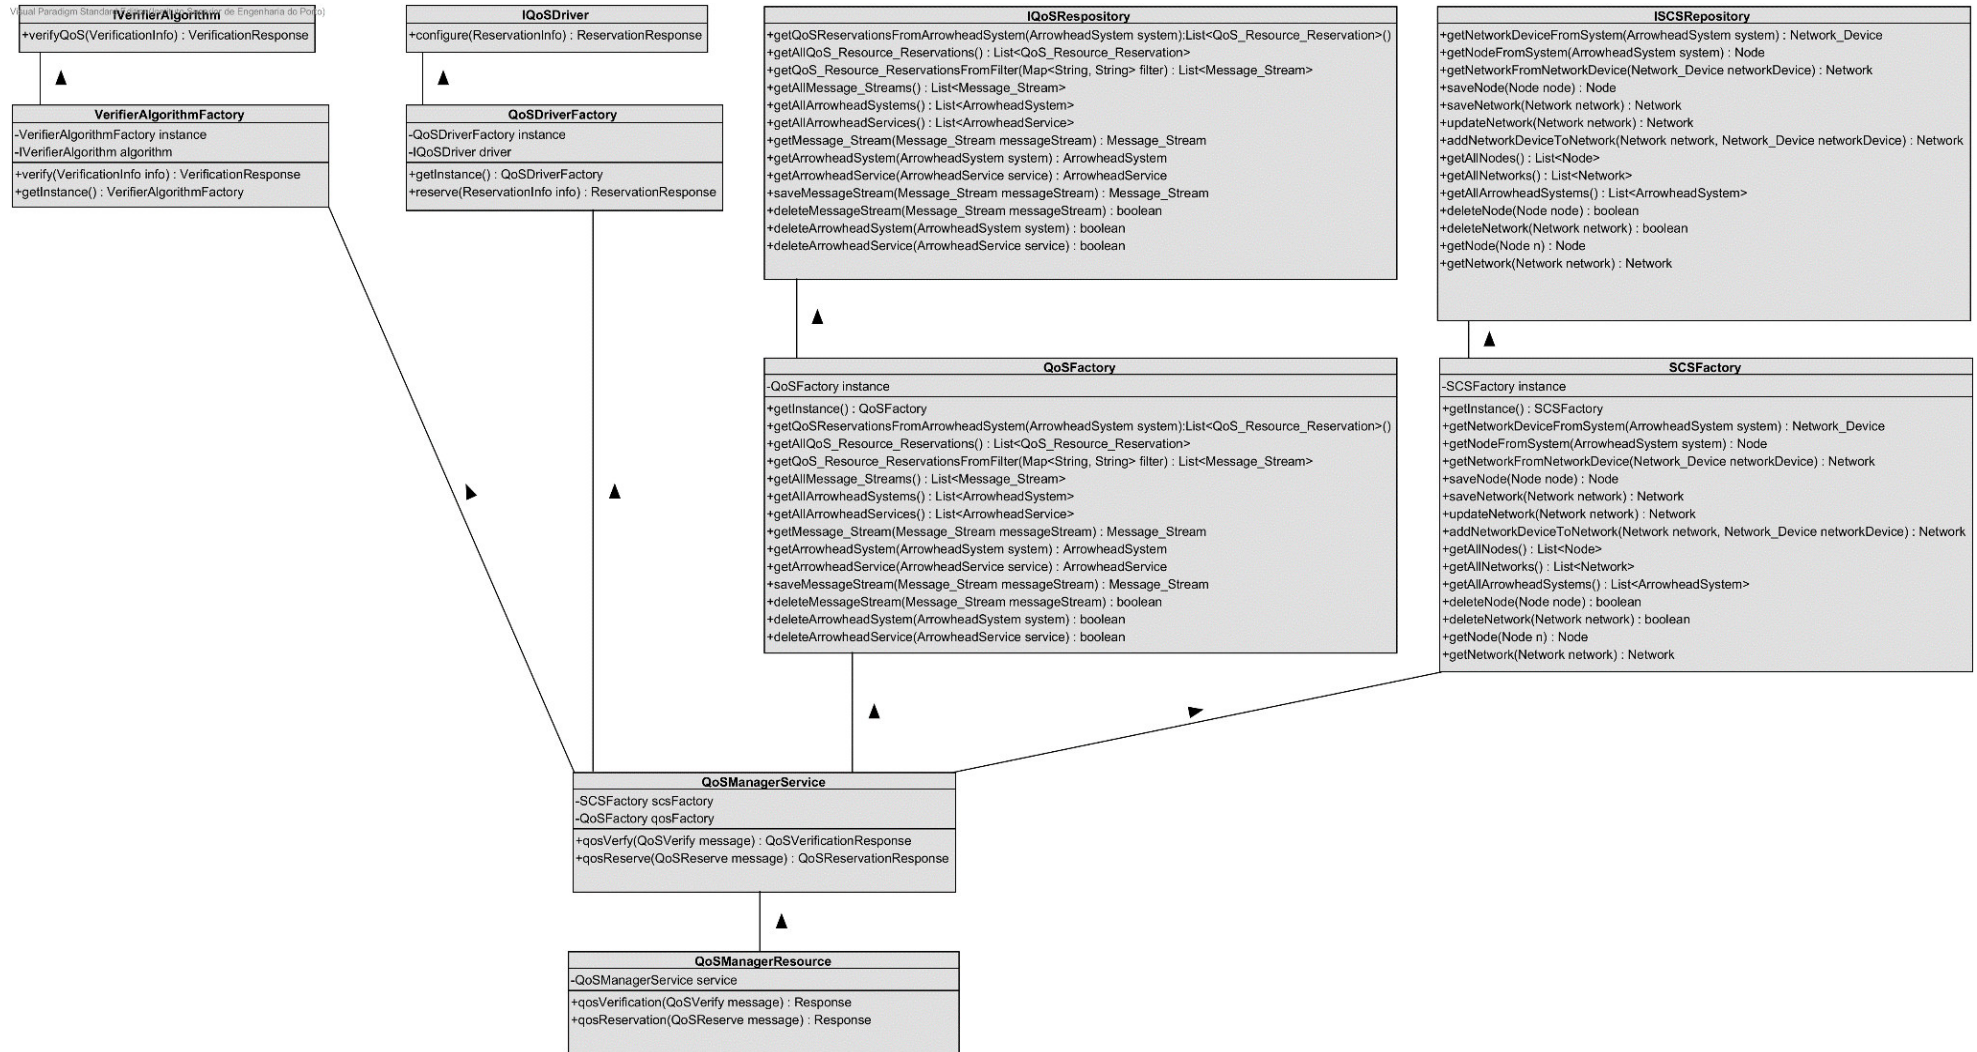 Visual Paradigm Standard Edition(Instituto Superior de Engenharia do Porto)
IVerifierAlgorithm
+verifyQoS(VerificationInfo) : VerificationResponse
IQoSDriver
+configure(ReservationInfo) : ReservationResponse
IQoSRespository
+getQoSReservationsFromArrowheadSystem(ArrowheadSystem system):List<QoS_Resource_Reservation>()
+getAllQoS_Resource_Reservations() : List<QoS_Resource_Reservation>
+getQoS_Resource_ReservationsFromFilter(Map<String, String> filter) : List<Message_Stream>
+getAllMessage_Streams() : List<Message_Stream>
+getAllArrowheadSystems() : List<ArrowheadSystem>
+getAllArrowheadServices() : List<ArrowheadService>
+getMessage_Stream(Message_Stream messageStream) : Message_Stream
+getArrowheadSystem(ArrowheadSystem system) : ArrowheadSystem
+getArrowheadService(ArrowheadService service) : ArrowheadService
+saveMessageStream(Message_Stream messageStream) : Message_Stream
+deleteMessageStream(Message_Stream messageStream) : boolean
+deleteArrowheadSystem(ArrowheadSystem system) : boolean
+deleteArrowheadService(ArrowheadService service) : boolean
ISCSRepository
+getNetworkDeviceFromSystem(ArrowheadSystem system) : Network_Device
+getNodeFromSystem(ArrowheadSystem system) : Node
+getNetworkFromNetworkDevice(Network_Device networkDevice) : Network
+saveNode(Node node) : Node
+saveNetwork(Network network) : Network
+updateNetwork(Network network) : Network
+addNetworkDeviceToNetwork(Network network, Network_Device networkDevice) : Network
+getAllNodes() : List<Node>
+getAllNetworks() : List<Network>
+getAllArrowheadSystems() : List<ArrowheadSystem>
+deleteNode(Node node) : boolean
+deleteNetwork(Network network) : boolean
+getNode(Node n) : Node
+getNetwork(Network network) : Network
VerifierAlgorithmFactory
-VerifierAlgorithmFactory instance
-IVerifierAlgorithm algorithm
+verify(VerificationInfo info) : VerificationResponse
+getInstance() : VerifierAlgorithmFactory
QoSDriverFactory
-QoSDriverFactory instance
-IQoSDriver driver
+getInstance() : QoSDriverFactory
+reserve(ReservationInfo info) : ReservationResponse
QoSFactory
-QoSFactory instance
+getInstance() : QoSFactory
+getQoSReservationsFromArrowheadSystem(ArrowheadSystem system):List<QoS_Resource_Reservation>()
+getAllQoS_Resource_Reservations() : List<QoS_Resource_Reservation>
+getQoS_Resource_ReservationsFromFilter(Map<String, String> filter) : List<Message_Stream>
+getAllMessage_Streams() : List<Message_Stream>
+getAllArrowheadSystems() : List<ArrowheadSystem>
+getAllArrowheadServices() : List<ArrowheadService>
+getMessage_Stream(Message_Stream messageStream) : Message_Stream
+getArrowheadSystem(ArrowheadSystem system) : ArrowheadSystem
+getArrowheadService(ArrowheadService service) : ArrowheadService
+saveMessageStream(Message_Stream messageStream) : Message_Stream
+deleteMessageStream(Message_Stream messageStream) : boolean
+deleteArrowheadSystem(ArrowheadSystem system) : boolean
+deleteArrowheadService(ArrowheadService service) : boolean
SCSFactory
-SCSFactory instance
+getInstance() : SCSFactory
+getNetworkDeviceFromSystem(ArrowheadSystem system) : Network_Device
+getNodeFromSystem(ArrowheadSystem system) : Node
+getNetworkFromNetworkDevice(Network_Device networkDevice) : Network
+saveNode(Node node) : Node
+saveNetwork(Network network) : Network
+updateNetwork(Network network) : Network
+addNetworkDeviceToNetwork(Network network, Network_Device networkDevice) : Network
+getAllNodes() : List<Node>
+getAllNetworks() : List<Network>
+getAllArrowheadSystems() : List<ArrowheadSystem>
+deleteNode(Node node) : boolean
+deleteNetwork(Network network) : boolean
+getNode(Node n) : Node
+getNetwork(Network network) : Network
QoSManagerService
-SCSFactory scsFactory
-QoSFactory qosFactory
+qosVerfy(QoSVerify message) : QoSVerificationResponse
+qosReserve(QoSReserve message) : QoSReservationResponse
QoSManagerResource
-QoSManagerService service
+qosVerification(QoSVerify message) : Response
+qosReservation(QoSReserve message) : Response